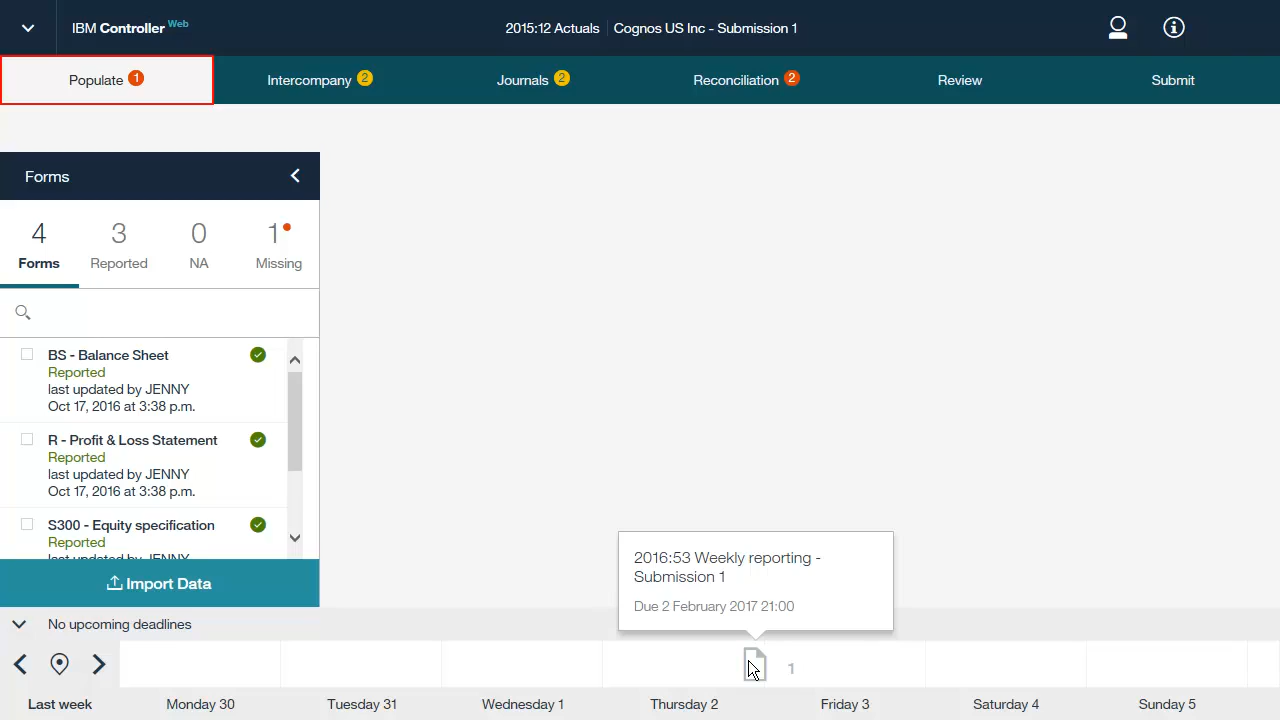 IBM Controller Web
2015:12 Actuals Cognos US Inc - Submission 1
Populate 1
Intercompany 2
Journals 2
Reconciliation 2
Review
Submit
Forms
4 3 0 1
Forms Reported NA Missing
BS - Balance Sheet
Reported
last updated by JENNY
Oct 17, 2016 at 3:38 p.m.
R - Profit & Loss Statement
Reported
last updated by JENNY
Oct 17, 2016 at 3:38 p.m.
S300 - Equity specification
Reported
last updated by JENNY
Import Data
2016:53 Weekly reporting -
Submission 1
Due 2 February 2017 21:00
No upcoming deadlines
1
Last week Monday 30 Tuesday 31 Wednesday 1 Thursday 2 Friday 3 Saturday 4 Sunday 5